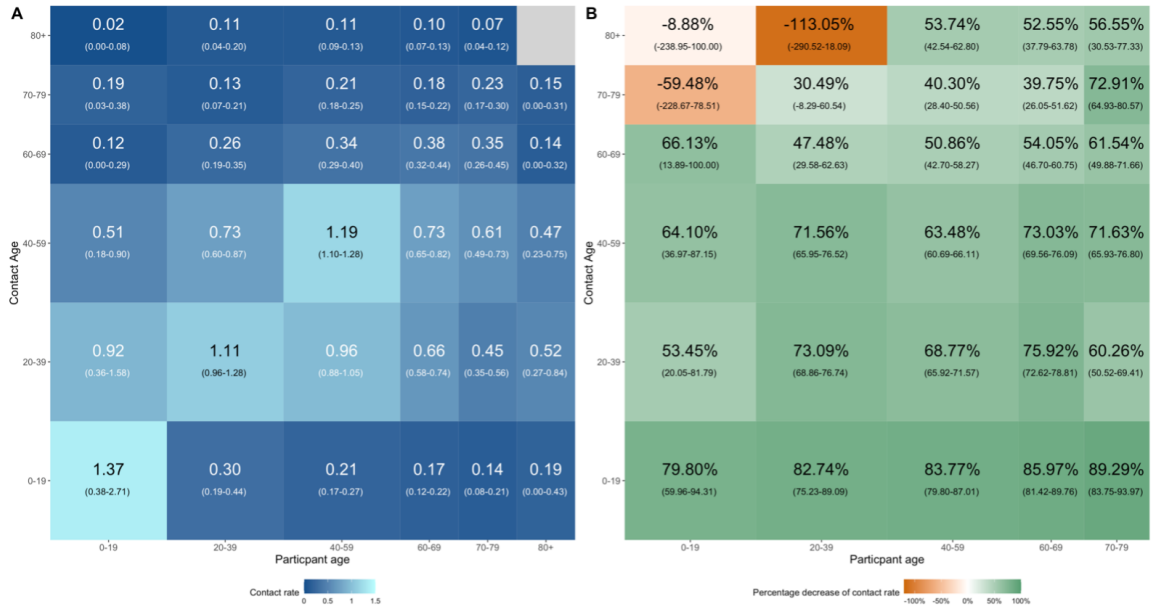 A
B
80+
0.02 0.11 0.11 0.10 0.07
(0.00-0.08) (0.04-0.20) (0.09-0.13) (0.07-0.13) (0.04-0.12)
70-79
0.19 0.13 0.21 0.18 0.23 0.15
(0.03-0.38) (0.07-0.21) (0.18-0.25) (0.15-0.22) (0.17-0.30) (0.00-0.31)
60-69
0.12 0.26 0.34 0.38 0.35 0.14
(0.00-0.29) (0.19-0.35) (0.29-0.40) (0.32-0.44) (0.26-0.45) (0.00-0.32)
Contact Age
40-59
0.51 0.73 1.19 0.73 0.61 0.47
(0.18-0.90) (0.60-0.87) (1.10-1.28) (0.65-0.82) (0.49-0.73) (0.23-0.75)
20-39
0.92 1.11 0.96 0.66 0.45 0.52
(0.36-1.58) (0.96-1.28) (0.88-1.05) (0.58-0.74) (0.35-0.56) (0.27-0.84)
0-19
1.37 0.30 0.21 0.17 0.14 0.19
(0.38-2.71) (0.19-0.44) (0.17-0.27) (0.12-0.22) (0.08-0.21) (0.00-0.43)
0-19 20-39 40-59 60-69 70-79 80+
Particpant age
Contact rate
0 0.5 1 1.5
80+
-8.88% -113.05% 53.74% 52.55% 56.55%
(-238.95-100.00) (-290.52-18.09) (42.54-62.80) (37.79-63.78) (30.53-77.33)
70-79
-59.48% 30.49% 40.30% 39.75% 72.91%
(-228.67-78.51) (-8.29-60.54) (28.40-50.56) (26.05-51.62) (64.93-80.57)
60-69
66.13% 47.48% 50.86% 54.05% 61.54%
(13.89-100.00) (29.58-62.63) (42.70-58.27) (46.70-60.75) (49.88-71.66)
Contact Age
40-59
64.10% 71.56% 63.48% 73.03% 71.63%
(36.97-87.15) (65.95-76.52) (60.69-66.11) (69.56-76.09) (65.93-76.80)
20-39
53.45% 73.09% 68.77% 75.92% 60.26%
(20.05-81.79) (68.86-76.74) (65.92-71.57) (72.62-78.81) (50.52-69.41)
0-19
79.80% 82.74% 83.77% 85.97% 89.29%
(59.96-94.31) (75.23-89.09) (79.80-87.01) (81.42-89.76) (83.75-93.97)
0-19 20-39 40-59 60-69 70-79
Particpant age
Percentage decrease of contact rate
-100% -50% 0% 50% 100%